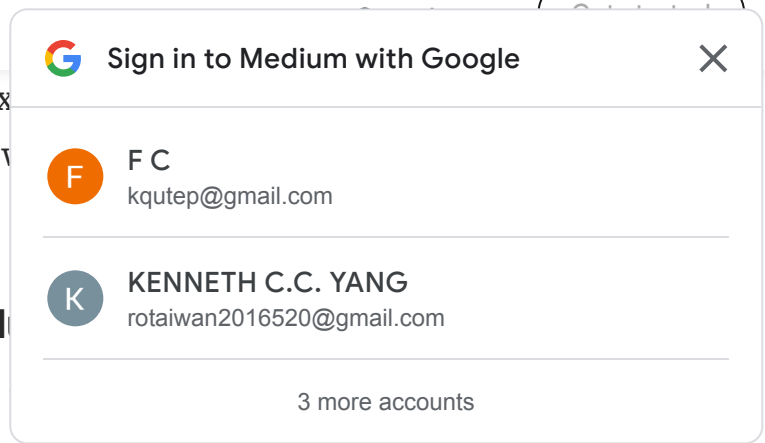 Sign in to Medium with Google
F
F C
kqutep@gmail.com
K
KENNETH C.C. YANG
rotaiwan2016520@gmail.com
3 more accounts